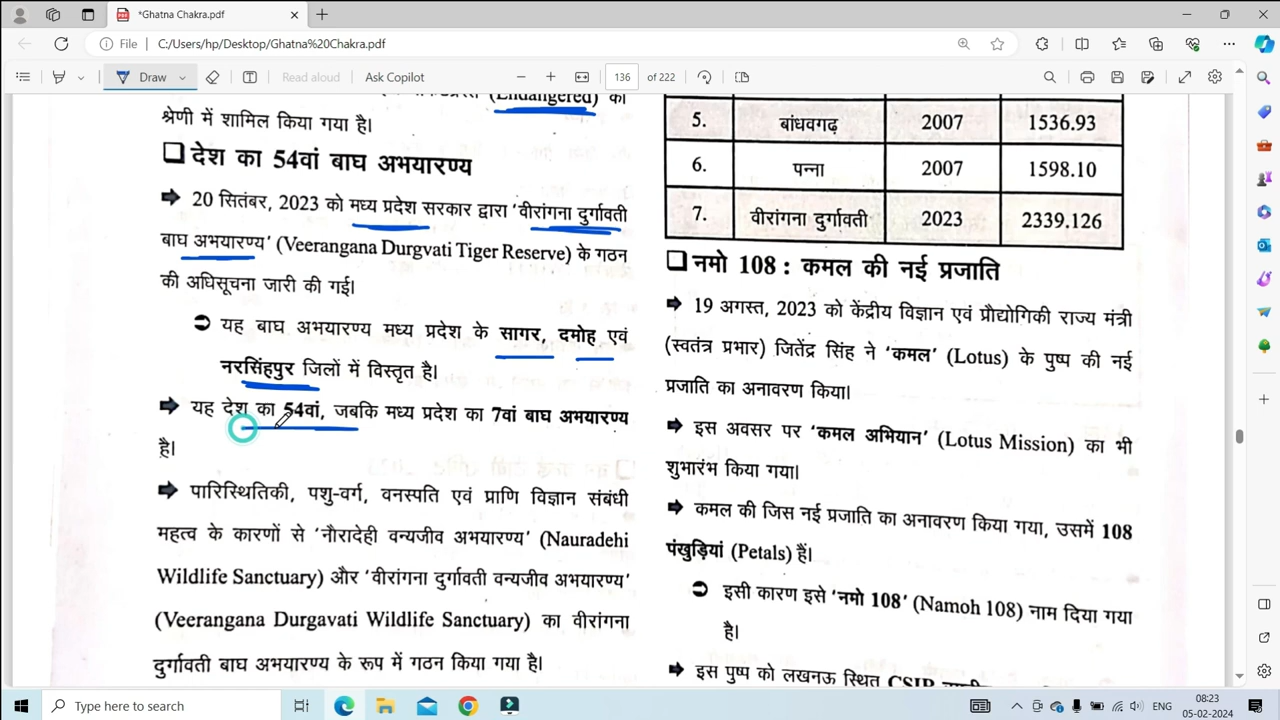 *Ghatna Chakra.pdf
File
C:/Users/hp/Desktop/Ghatna%20Chakra.pdf
Draw
Read aloud
Ask Copilot
136 of 222
(Endangered) की
श्रेणी में शामिल किया गया है।
देश का 54वां बाघ अभयारण्य
20 सितंबर, 2023 को मध्य प्रदेश सरकार द्वारा 'वीरांगना दुर्गावती
बाघ अभयारण्य' (Veerangana Durgvati Tiger Reserve) के गठन
की अधिसूचना जारी की गई।
यह बाघ अभयारण्य मध्य प्रदेश के सागर, दमोह एवं
नरसिंहपुर जिलों में विस्तृत है।
यह देश का 54वां, जबकि मध्य प्रदेश का 7वां बाघ अभयारण्य
है।
पारिस्थितिकी, पशु-वर्ग, वनस्पति एवं प्राणि विज्ञान संबंधी
महत्व के कारणों से 'नौरादेही वन्यजीव अभयारण्य' (Nauradehi
Wildlife Sanctuary) और 'वीरांगना दुर्गावती वन्यजीव अभयारण्य'
(Veerangana Durgavati Wildlife Sanctuary) का वीरांगना
दुर्गावती बाघ अभयारण्य के रूप में गठन किया गया है।
5. बांधवगढ़ 2007 1536.93
6. पन्ना 2007 1598.10
7. वीरांगना दुर्गावती 2023 2339.126
नमो 108 : कमल की नई प्रजाति
19 अगस्त, 2023 को केंद्रीय विज्ञान एवं प्रौद्योगिकी राज्य मंत्री
(स्वतंत्र प्रभार) जितेंद्र सिंह ने 'कमल' (Lotus) के पुष्प की नई
प्रजाति का अनावरण किया।
इस अवसर पर 'कमल अभियान' (Lotus Mission) का भी
शुभारंभ किया गया।
कमल की जिस नई प्रजाति का अनावरण किया गया, उसमें 108
पंखुड़ियां (Petals) हैं।
इसी कारण इसे 'नमो 108' (Namoh 108) नाम दिया गया
है।
इस पुष्प को लखनऊ स्थित CSIR
Type here to search
ENG
08:23
05-02-2024